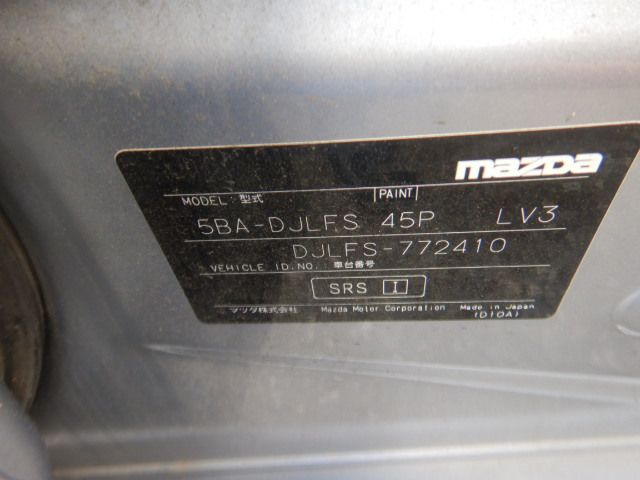 mazda
MODEL 型式 PAINT
5BA-DJLFS 45P LV3
DJLFS-772410
VEHICLE ID.NO. 車台番号
SRS I
マツダ株式会社 Mazda Motor Corporation Made in Japan
(D10A)